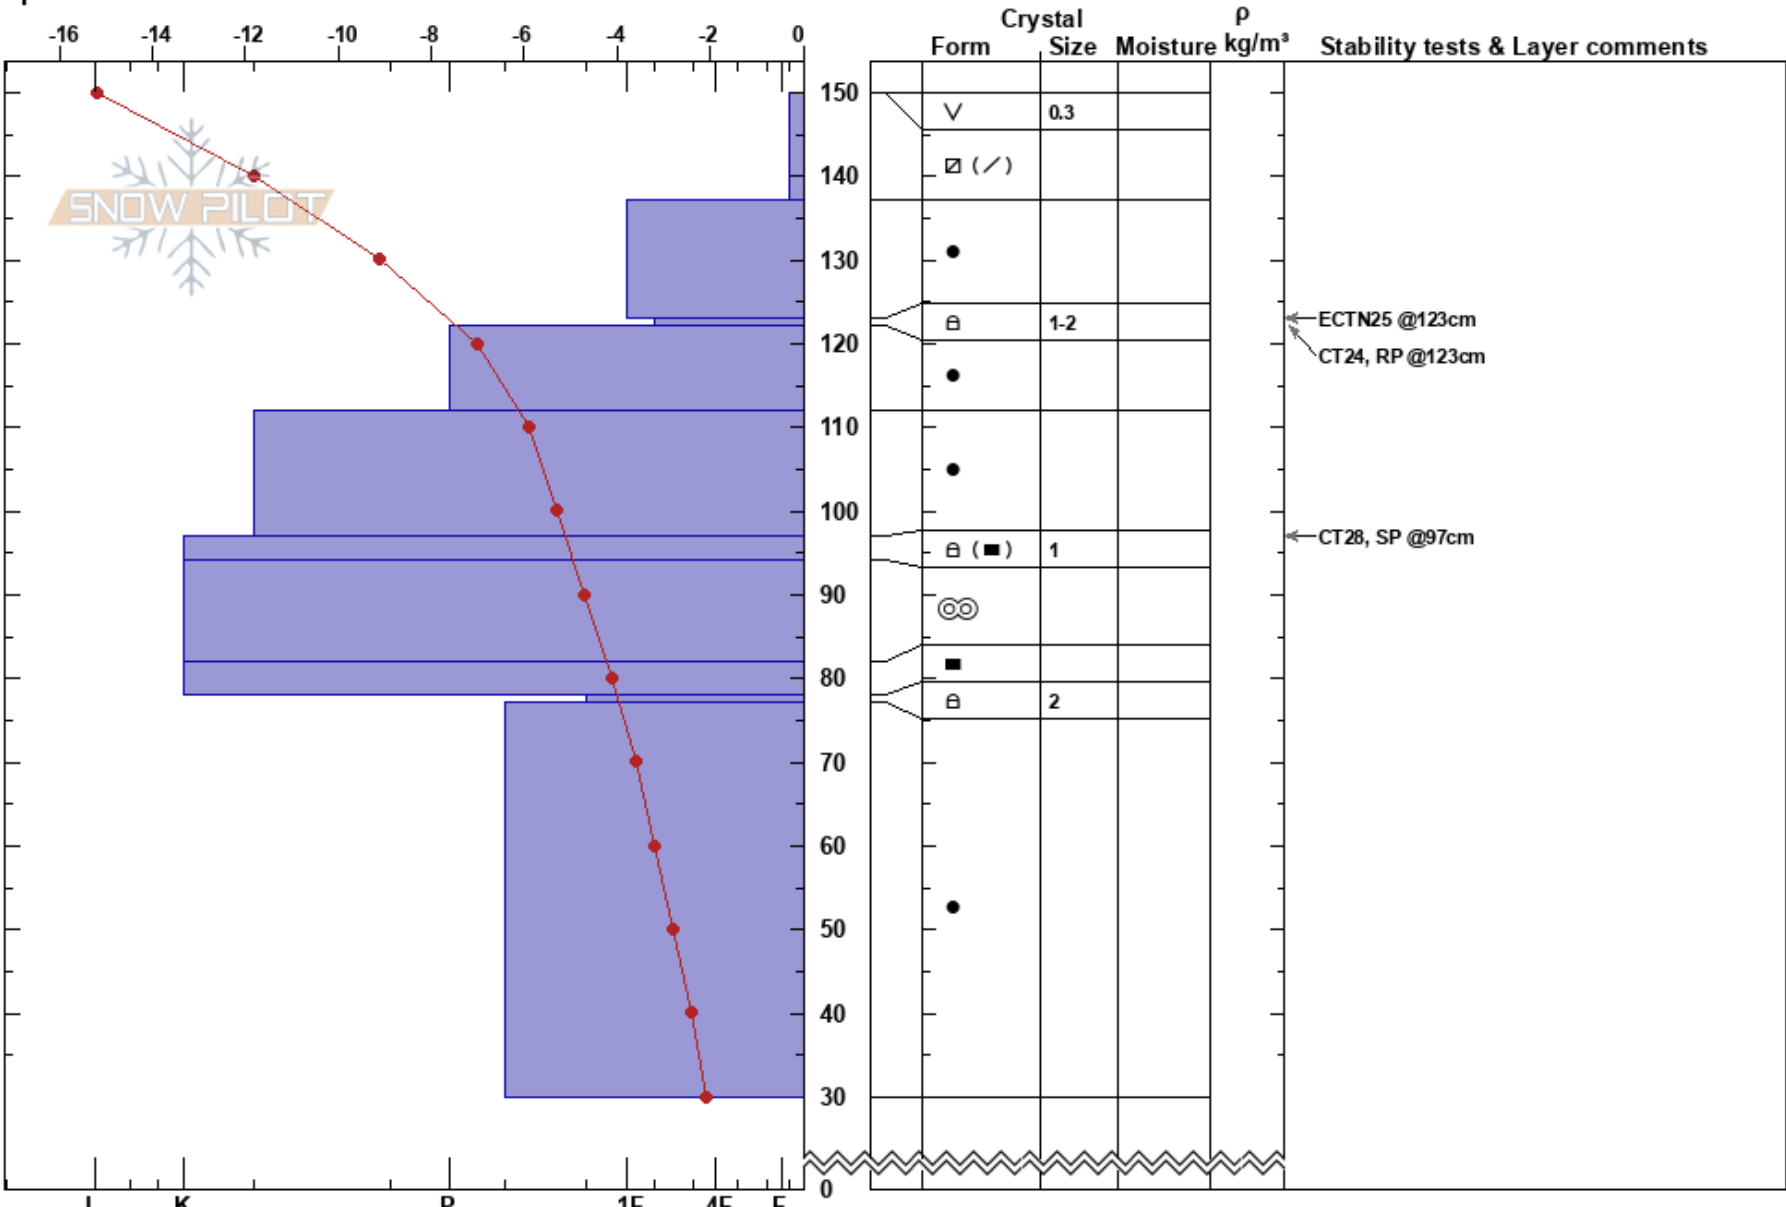 Crystal ρ
-16 -14 -12 -10 -8 -6 -4 -2 0 Form Size Moisture kg/m³ Stability tests & Layer comments
150
0.3
SNOW PILOT
140
130
1-2
ECTN25 @123cm
120
CT24, RP @123cm
110
100
CT28, SP @97cm
1
90
80
2
70
60
50
40
30
0
I K P 1F 4F F